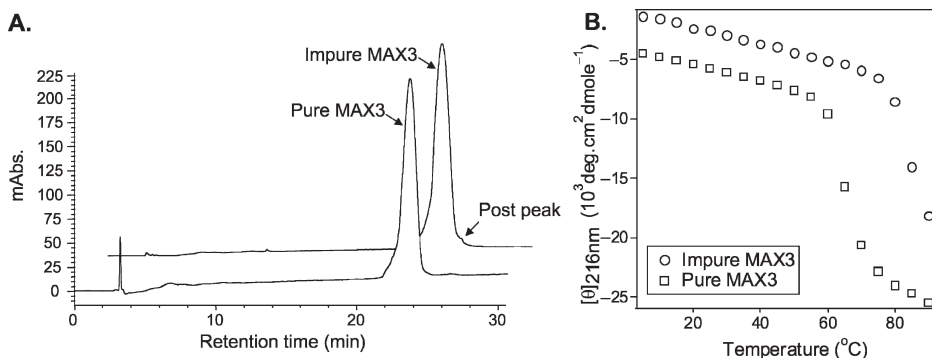 A.
mAbs.
225
200
175
150
125
100
75
50
25
0
Impure MAX3
Pure MAX3
Post peak
0
10
20
30
Retention time (min)
B.
[θ]216nm (10³deg.cm² dmole⁻¹)
−5
−10
−15
−20
−25
Impure MAX3
Pure MAX3
20
40
60
80
Temperature (°C)